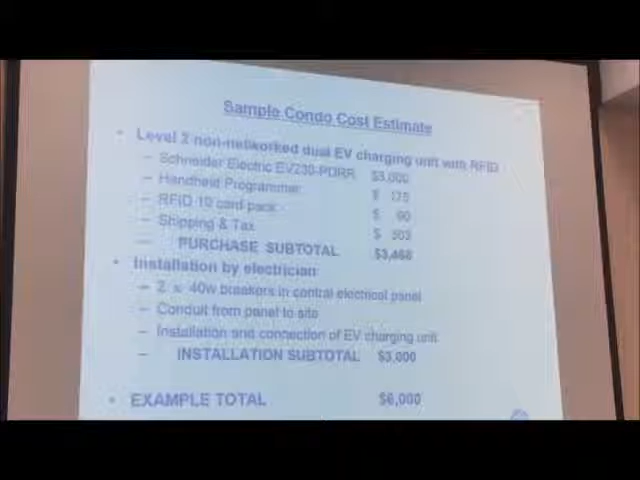 Sample Condo Cost Estimate
• Level 2 non-networked dual EV charging unit with RFID
– Schneider Electric EV230-PDRR $3,000
– Handheld Programmer $ 175
– RFID 10 card pack $ 60
– Shipping & Tax $
– PURCHASE SUBTOTAL $3,468
• Installation by electrician
– 2 x 40w breakers in central electrical panel
– Conduit from panel to site
– Installation and connection of EV charging unit
– INSTALLATION SUBTOTAL $3,000
• EXAMPLE TOTAL $6,000